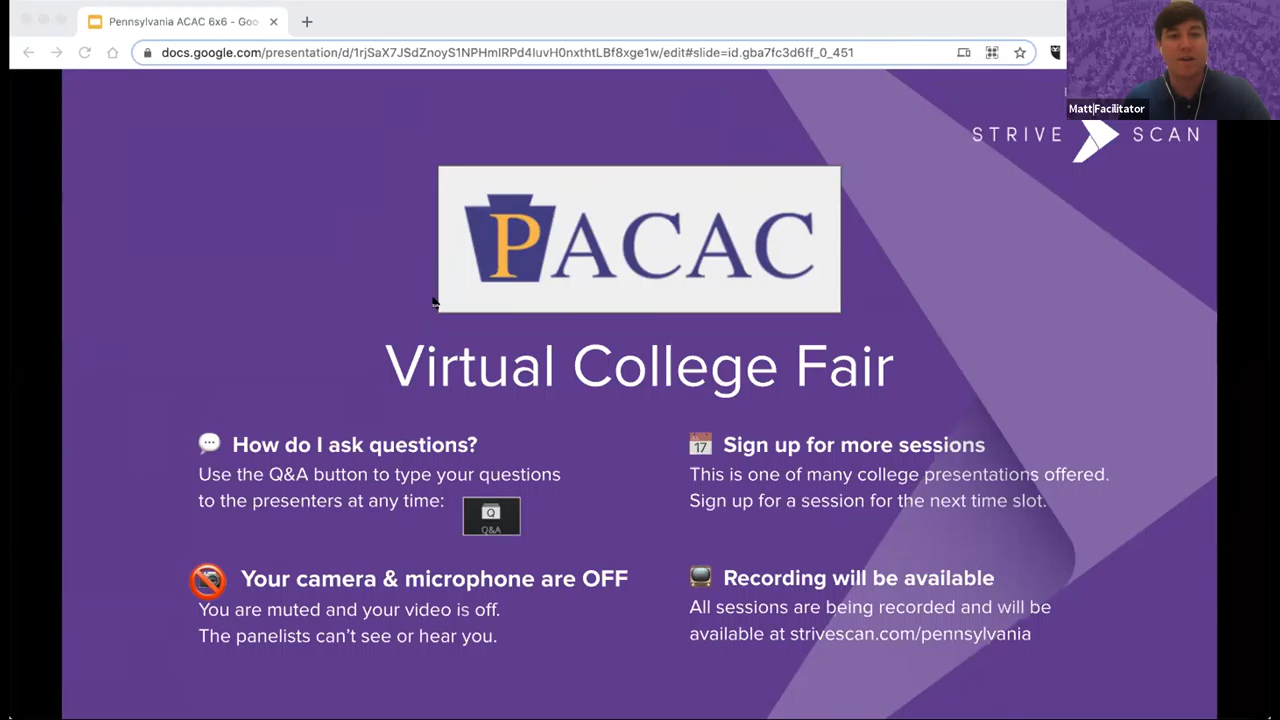 Pennsylvania ACAC 6x6 - Goo
docs.google.com/presentation/d/1rjSaX7JSdZnoyS1NPHmIRPd4luvH0nxthtLBf8xge1w/edit#slide=id.gba7fc3d6ff_0_451
Matt|Facilitator
STRIVE SCAN
PACAC
Virtual College Fair
How do I ask questions?
Use the Q&A button to type your questions
to the presenters at any time:
Q
Q&A
Your camera & microphone are OFF
You are muted and your video is off.
The panelists can’t see or hear you.
17
Sign up for more sessions
This is one of many college presentations offered.
Sign up for a session for the next time slot.
Recording will be available
All sessions are being recorded and will be
available at strivescan.com/pennsylvania